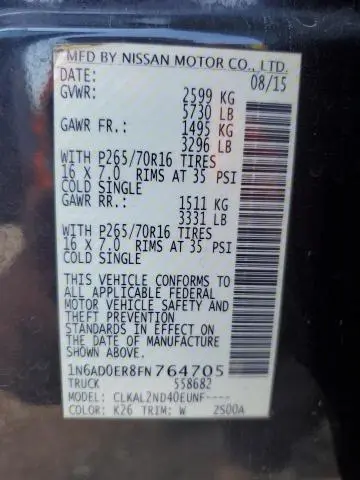 MFD BY NISSAN MOTOR CO., LTD.
DATE: 08/15
GVWR: 2599 KG
5730 LB
GAWR FR.: 1495 KG
3296 LB
WITH P265/70R16 TIRES
16 X 7.0 RIMS AT 35 PSI
COLD SINGLE
GAWR RR.: 1511 KG
3331 LB
WITH P265/70R16 TIRES
16 X 7.0 RIMS AT 35 PSI
COLD SINGLE
THIS VEHICLE CONFORMS TO
ALL APPLICABLE FEDERAL
MOTOR VEHICLE SAFETY AND
THEFT PREVENTION
STANDARDS IN EFFECT ON
THE DATE OF MANUFACTURE
SHOWN ABOVE.
1N6AD0ER8FN764705
TRUCK 558682
MODEL: CLKAL2ND40EUNF----
COLOR: K26 TRIM: W 2S00A